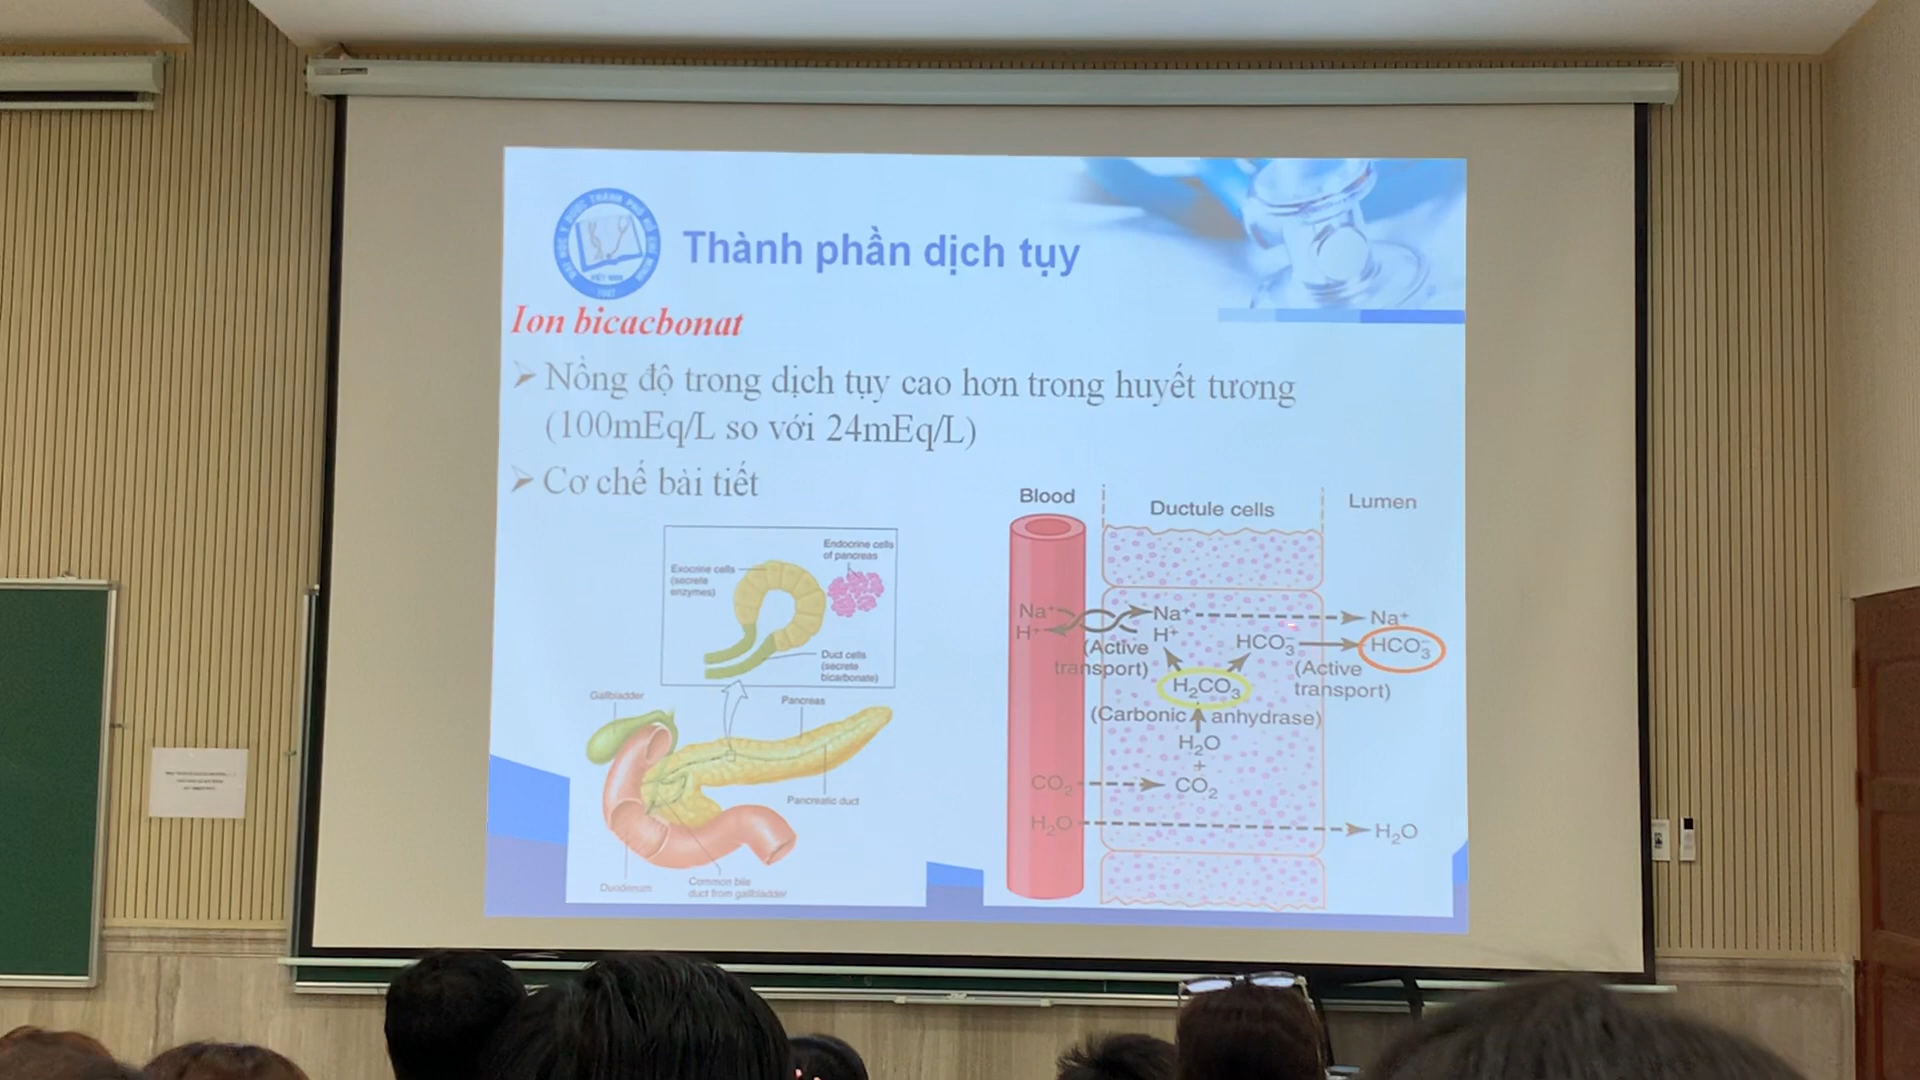 Thành phần dịch tụy
Ion bicacbonat
Nồng độ trong dịch tụy cao hơn trong huyết tương
(100mEq/L so với 24mEq/L)
Cơ chế bài tiết
Endocrine cells
of pancreas
Exocrine cells
(secrete
enzymes)
Duct cells
(secrete
bicarbonate)
Gallbladder
Pancreas
Pancreatic duct
Duodenum
Common bile
duct from gallbladder
Blood
Ductule cells
Lumen
Na⁺ Na⁺ Na⁺
H⁺ H⁺ HCO₃⁻ HCO₃⁻
(Active
transport)
(Active
transport)
H₂CO₃
(Carbonic anhydrase)
H₂O
+
CO₂ CO₂
H₂O H₂O